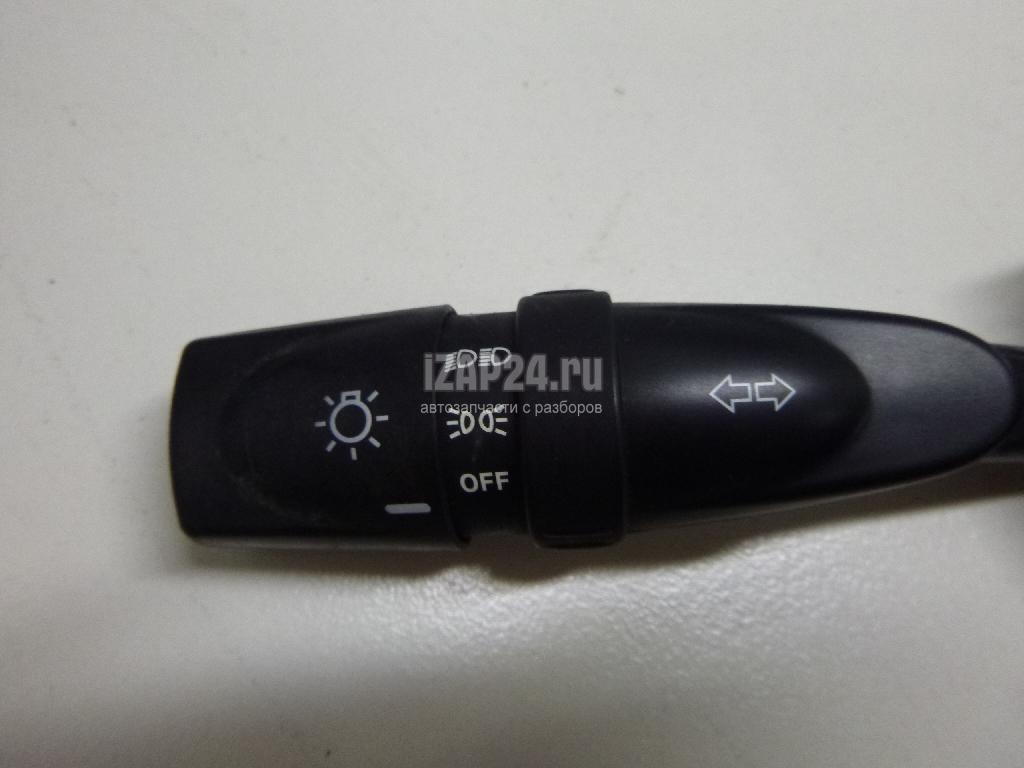 iZAP24.ru
автозапчасти с разборов
OFF